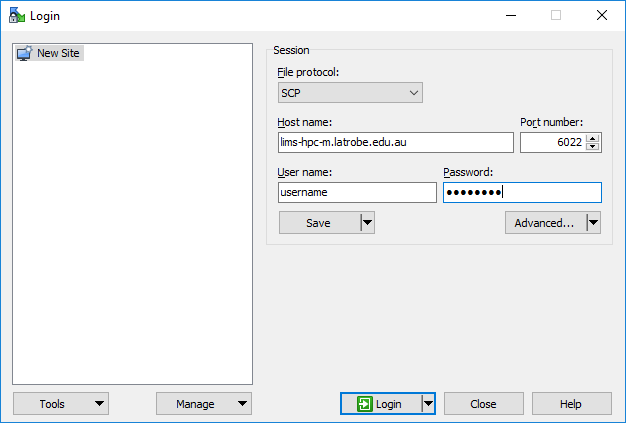 Login
New Site
Session
File protocol:
SCP
Host name:
Port number:
lims-hpc-m.latrobe.edu.au
6022
User name:
Password:
username
••••••••
Save
Advanced...
Tools
Manage
Login
Close
Help